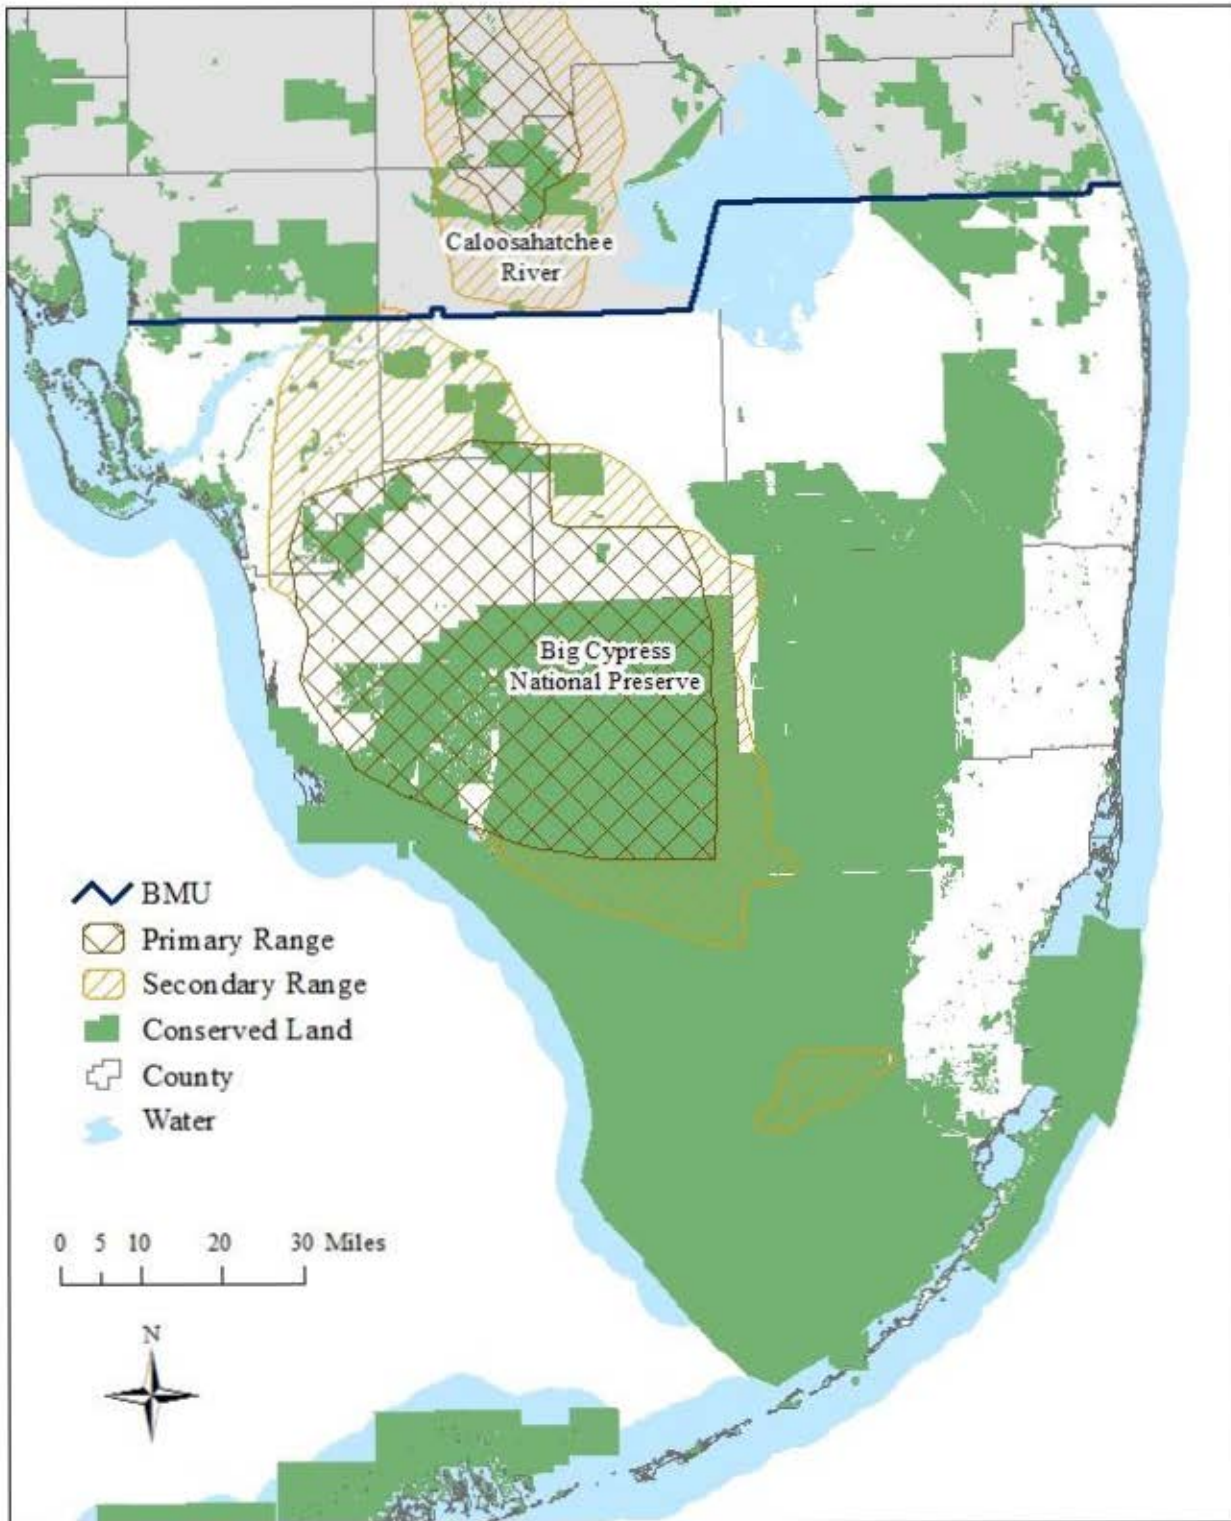 Caloosahatchee
River
Big Cypress
National Preserve
BMU
Primary Range
Secondary Range
Conserved Land
County
Water
0 5 10 20 30 Miles
N